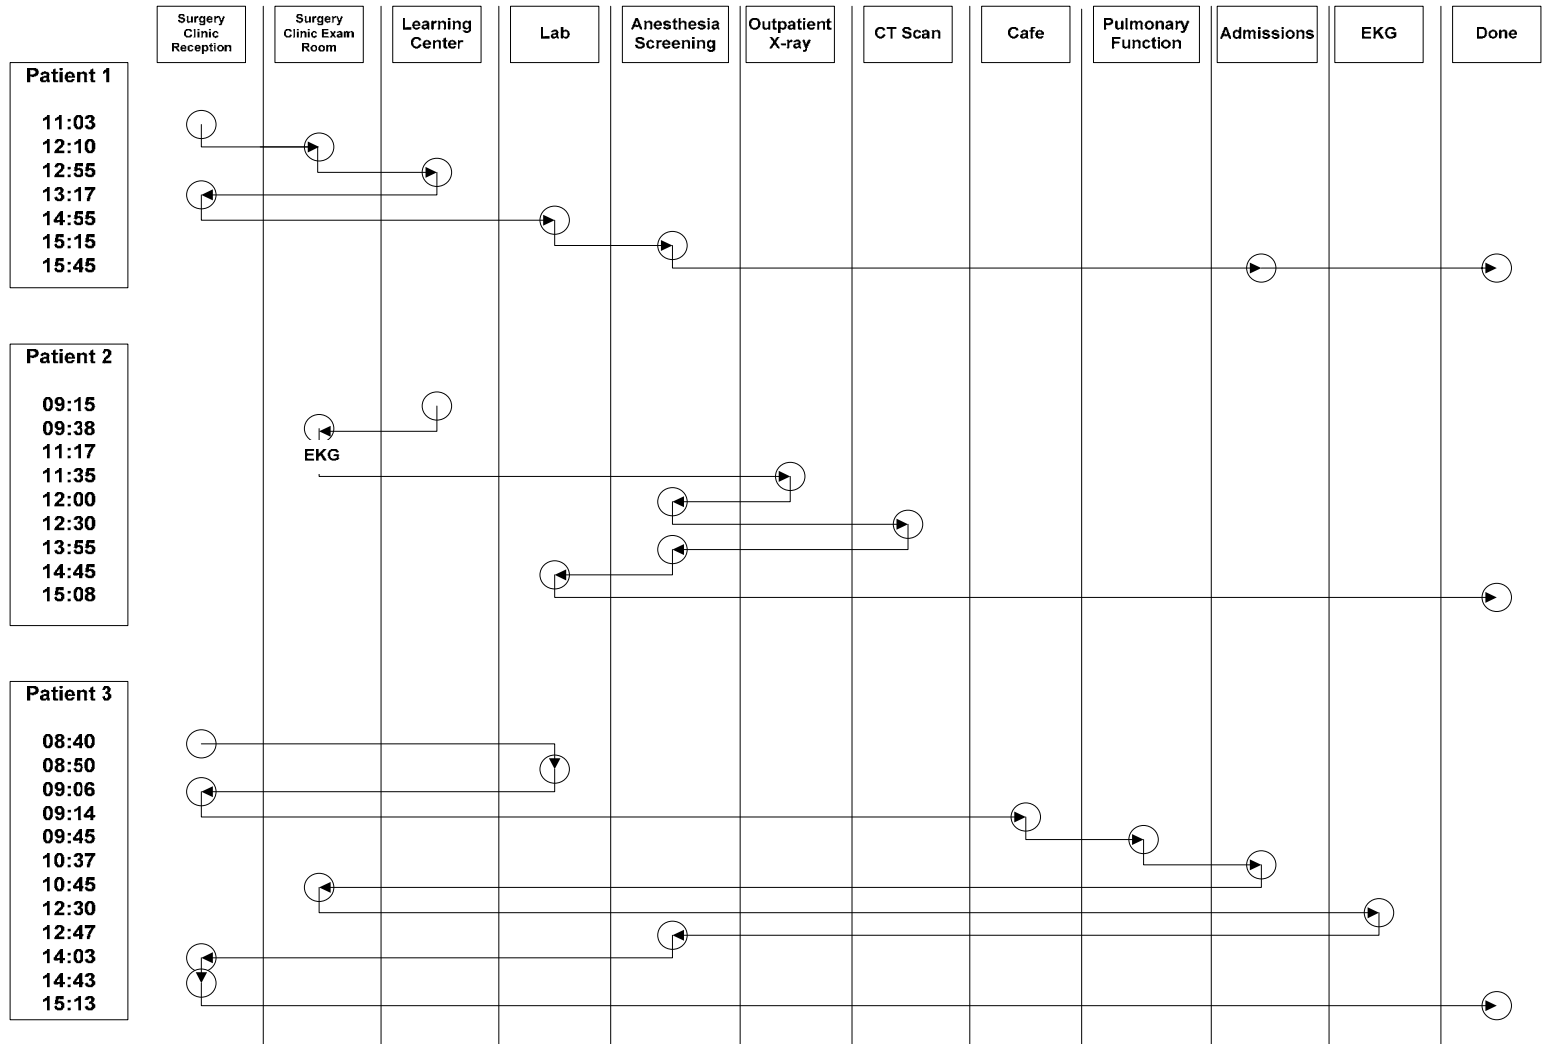 Surgery
Clinic
Reception
Surgery
Clinic Exam
Room
Learning
Center
Lab
Anesthesia
Screening
Outpatient
X-ray
CT Scan
Cafe
Pulmonary
Function
Admissions
EKG
Done
Patient 1
11:03
12:10
12:55
13:17
14:55
15:15
15:45
Patient 2
09:15
09:38
11:17
EKG
11:35
12:00
12:30
13:55
14:45
15:08
Patient 3
08:40
08:50
09:06
09:14
09:45
10:37
10:45
12:30
12:47
14:03
14:43
15:13